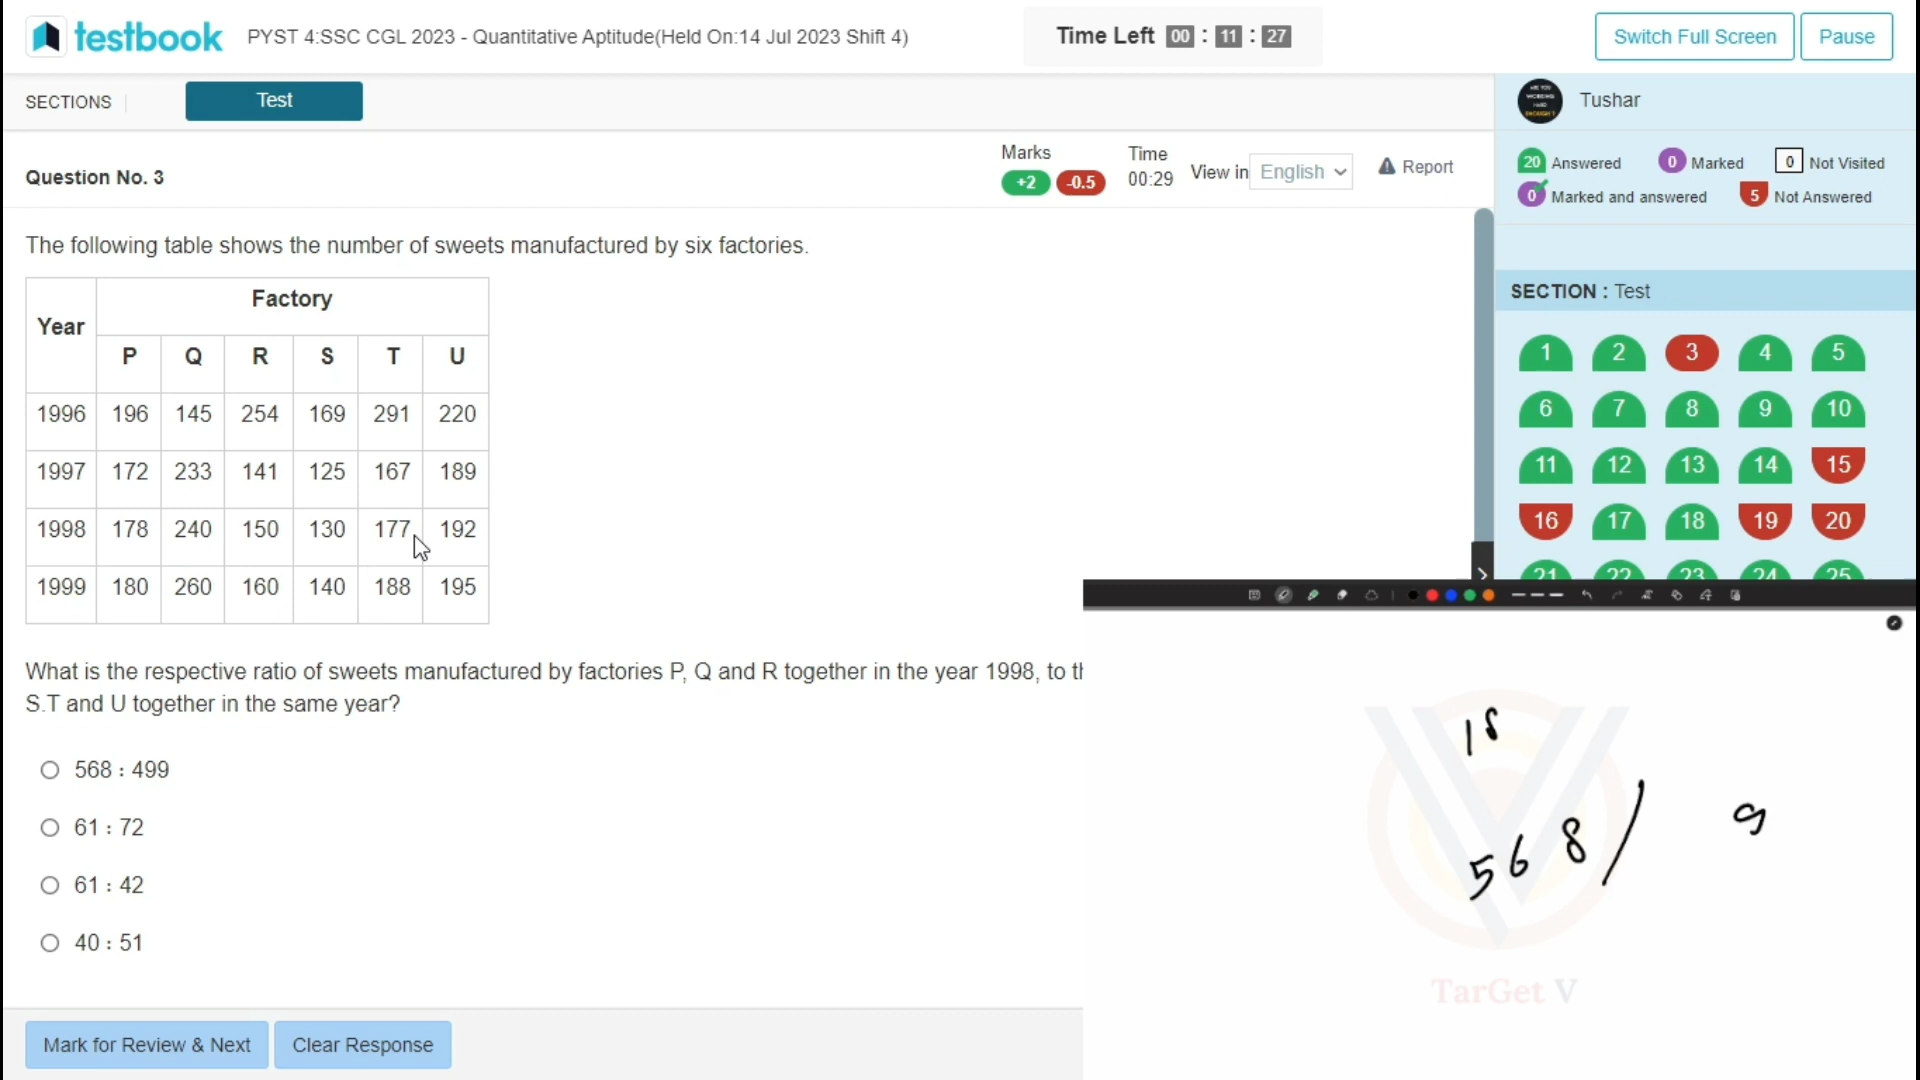 testbook PYST 4:SSC CGL 2023 - Quantitative Aptitude(Held On:14 Jul 2023 Shift 4) Time Left 00 : 11 : 27 Switch Full Screen Pause
SECTIONS Test
Tushar
20 Answered 0 Marked 0 Not Visited
0 Marked and answered 5 Not Answered
Question No. 3 Marks +2 -0.5 Time 00:29 View in English Report
SECTION : Test
1 2 3 4 5
6 7 8 9 10
11 12 13 14 15
16 17 18 19 20
21 22 23 24 25
The following table shows the number of sweets manufactured by six factories.
Year Factory
P Q R S T U
1996 196 145 254 169 291 220
1997 172 233 141 125 167 189
1998 178 240 150 130 177 192
1999 180 260 160 140 188 195
What is the respective ratio of sweets manufactured by factories P, Q and R together in the year 1998, to
S.T and U together in the same year?
568 : 499
61 : 72
61 : 42
40 : 51
18
568/ 9
TarGet V
Mark for Review & Next Clear Response